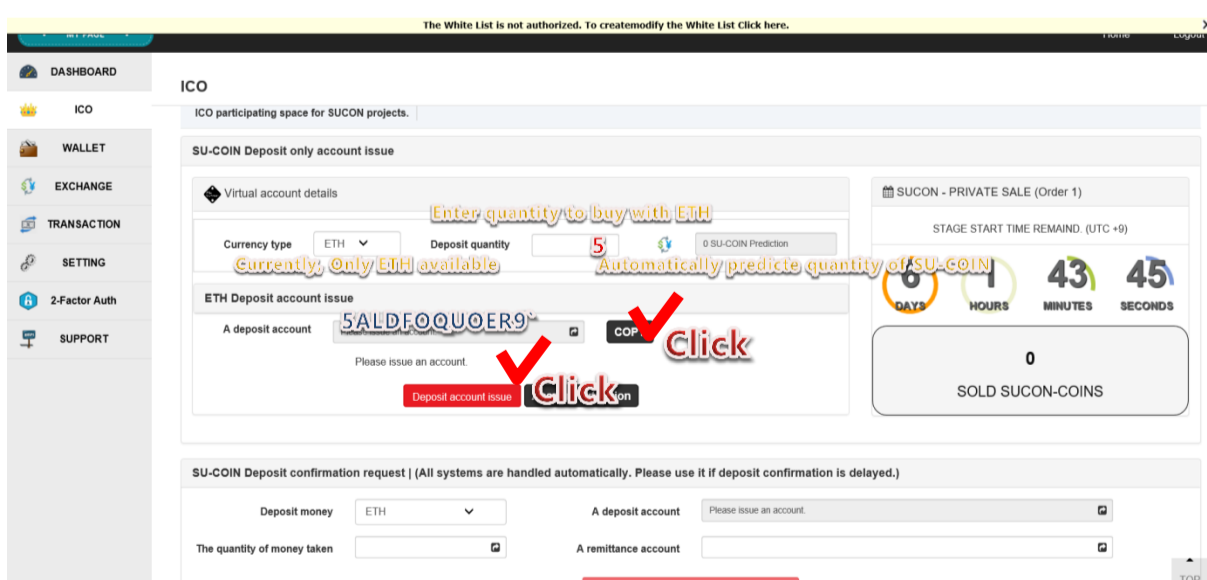 The White List is not authorized. To createmodify the White List Click here.
MY PAGE
Home
Logout
DASHBOARD
ICO
WALLET
EXCHANGE
TRANSACTION
SETTING
2-Factor Auth
SUPPORT
ICO
ICO participating space for SUCON projects.
SU-COIN Deposit only account issue
Virtual account details
Enter quantity to buy with ETH
Currency type ETH Deposit quantity 5 0 SU-COIN Prediction
Currently, Only ETH available
Automatically predicte quantity of SU-COIN
ETH Deposit account issue
A deposit account 5ALDFOQUOER9~ COPY
Click
Please issue an account.
Deposit account issue
Click
SUCON - PRIVATE SALE (Order 1)
STAGE START TIME REMAIND. (UTC +9)
6 1 43 45
DAYS HOURS MINUTES SECONDS
0
SOLD SUCON-COINS
SU-COIN Deposit confirmation request | (All systems are handled automatically. Please use it if deposit confirmation is delayed.)
Deposit money ETH A deposit account Please issue an account.
The quantity of money taken A remittance account
TOP